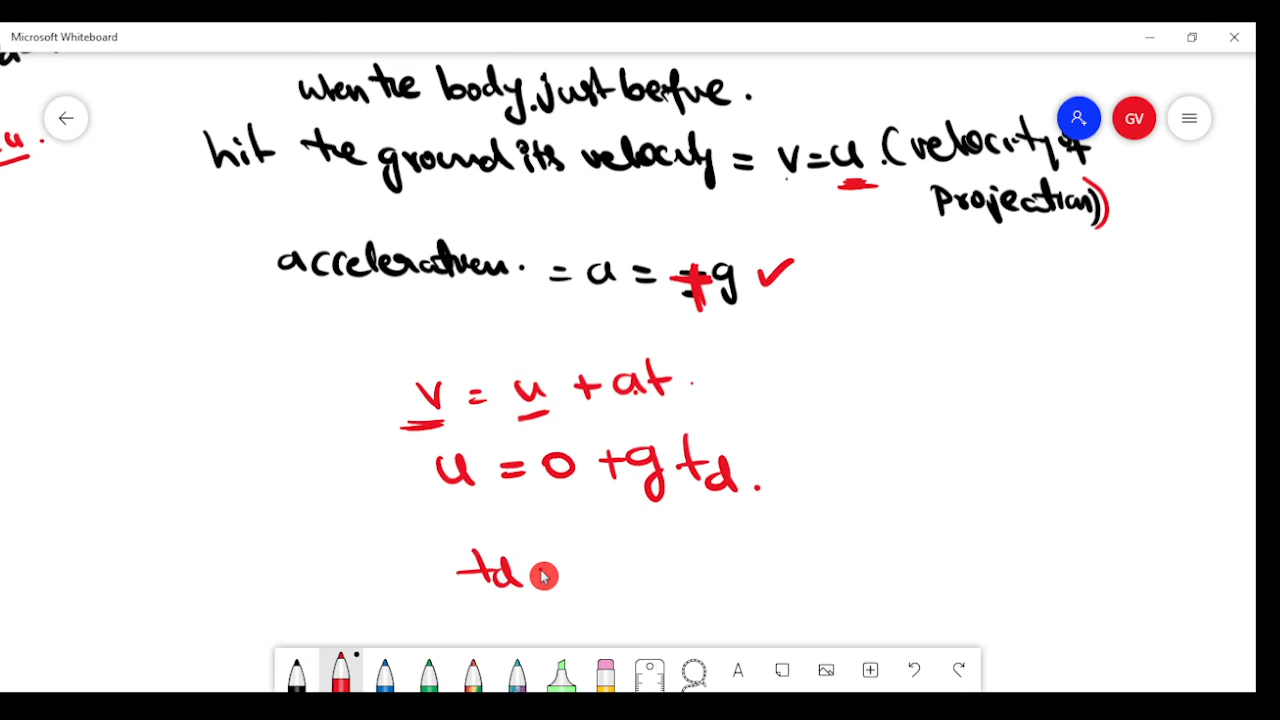 Microsoft Whiteboard
when the body, just before.
u.
GV
hit the ground its velocity = v = u. (velocity of
projection)
acceleration. = a = +g ✓
v = u + at.
u = 0 + g td.
td
A